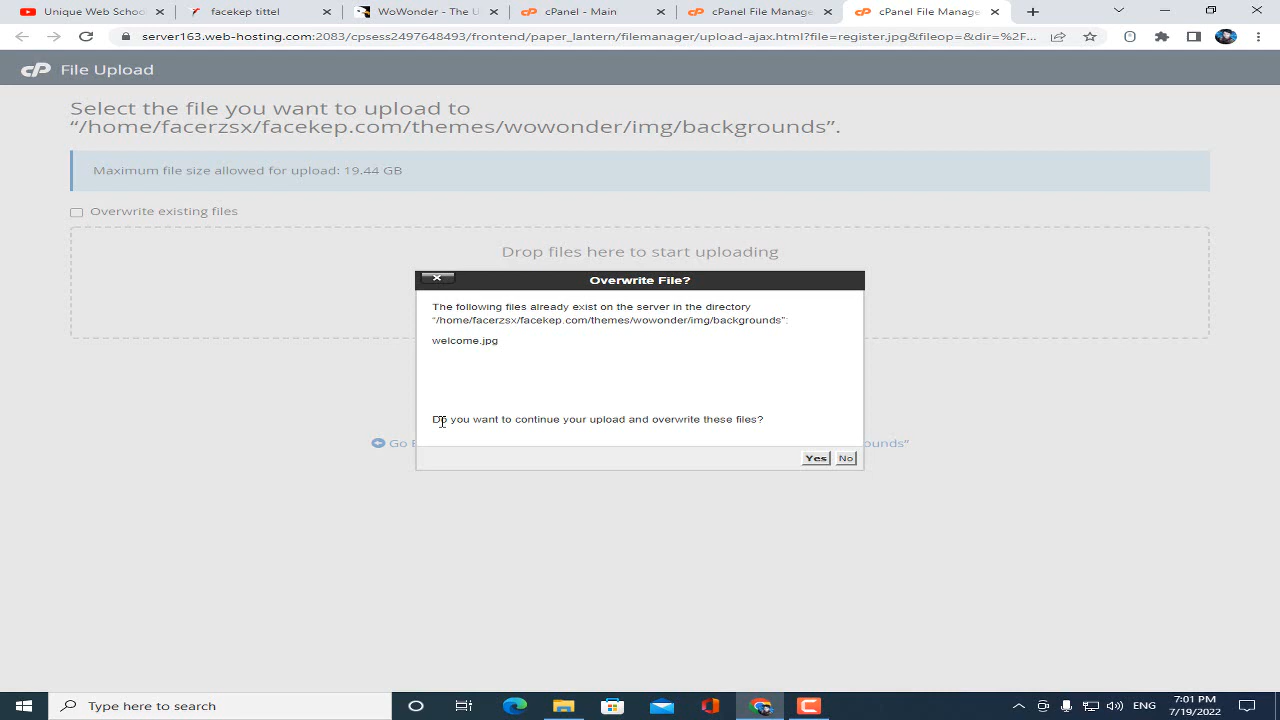 Unique Web Schoo
facekep tittel
WoWonder - The U
cPanel - Main
cPanel File Manage
cPanel File Manage
server163.web-hosting.com:2083/cpsess2497648493/frontend/paper_lantern/filemanager/upload-ajax.html?file=register.jpg&fileop=&dir=%2F...
cP File Upload
Select the file you want to upload to
“/home/facerzsx/facekep.com/themes/wowonder/img/backgrounds”.
Maximum file size allowed for upload: 19.44 GB
Overwrite existing files
Drop files here to start uploading
Overwrite File?
The following files already exist on the server in the directory
“/home/facerzsx/facekep.com/themes/wowonder/img/backgrounds”:
welcome.jpg
Do you want to continue your upload and overwrite these files?
Go
ounds”
Yes No
Type here to search
ENG
7:01 PM
7/19/2022